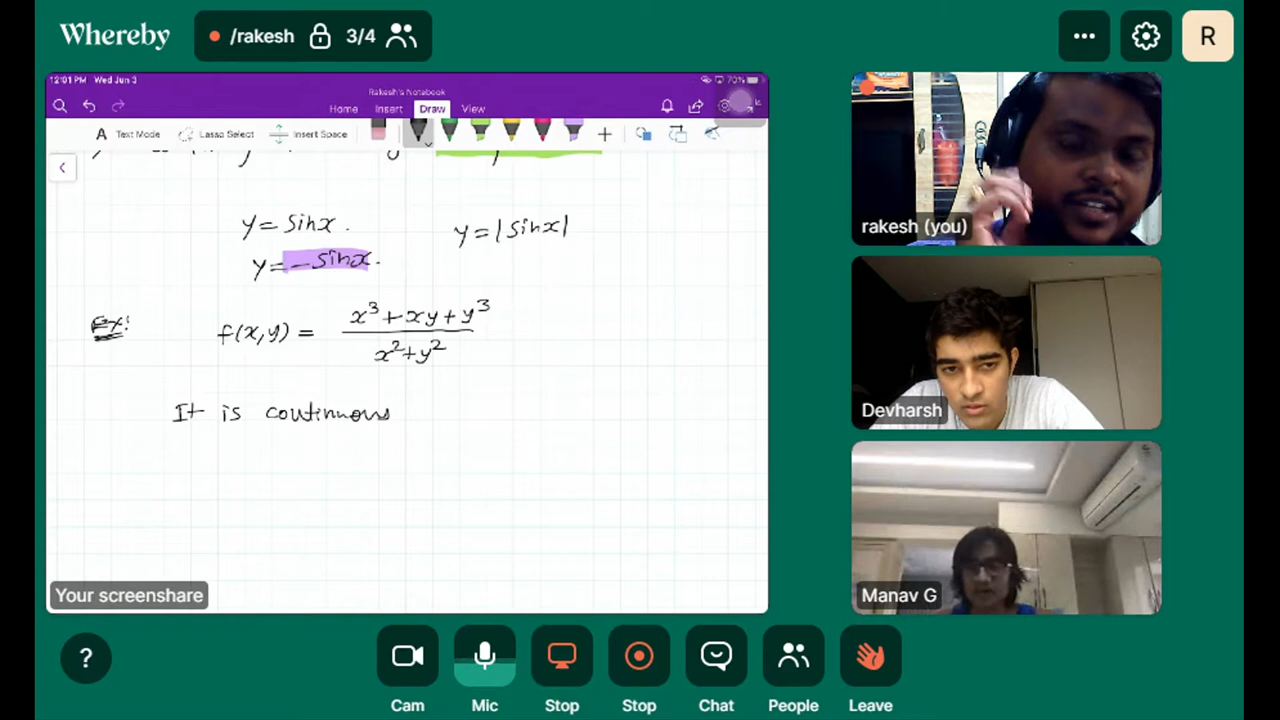 Whereby
/rakesh 3/4
R
12:01 PM Wed Jun 3
70%
Rakesh's Notebook
Home Insert Draw View
Text Mode Lasso Select Insert Space
y = sinx.
y = |sinx|
y = -sinx.
Ex:
f(x,y) = x³+xy+y³ / x²+y²
It is continuous
Your screenshare
rakesh (you)
Devharsh
Manav G
?
Cam Mic Stop Stop Chat People Leave